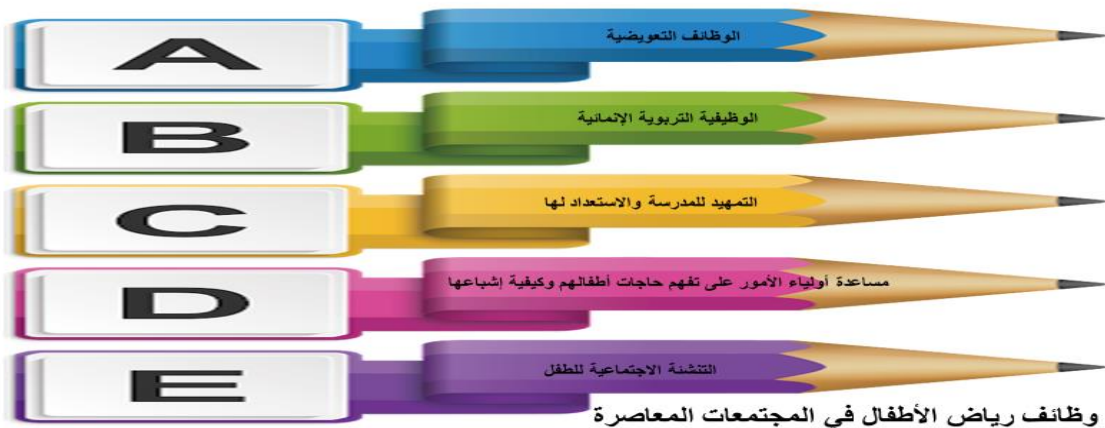 A
الوظائف التعويضية
B
الوظيفية التربوية الإنمائية
C
التمهيد للمدرسة والاستعداد لها
D
مساعدة أولياء الأمور على تفهم حاجات أطفالهم وكيفية إشباعها
E
التنشئة الاجتماعية للطفل
وظائف رياض الأطفال في المجتمعات المعاصرة